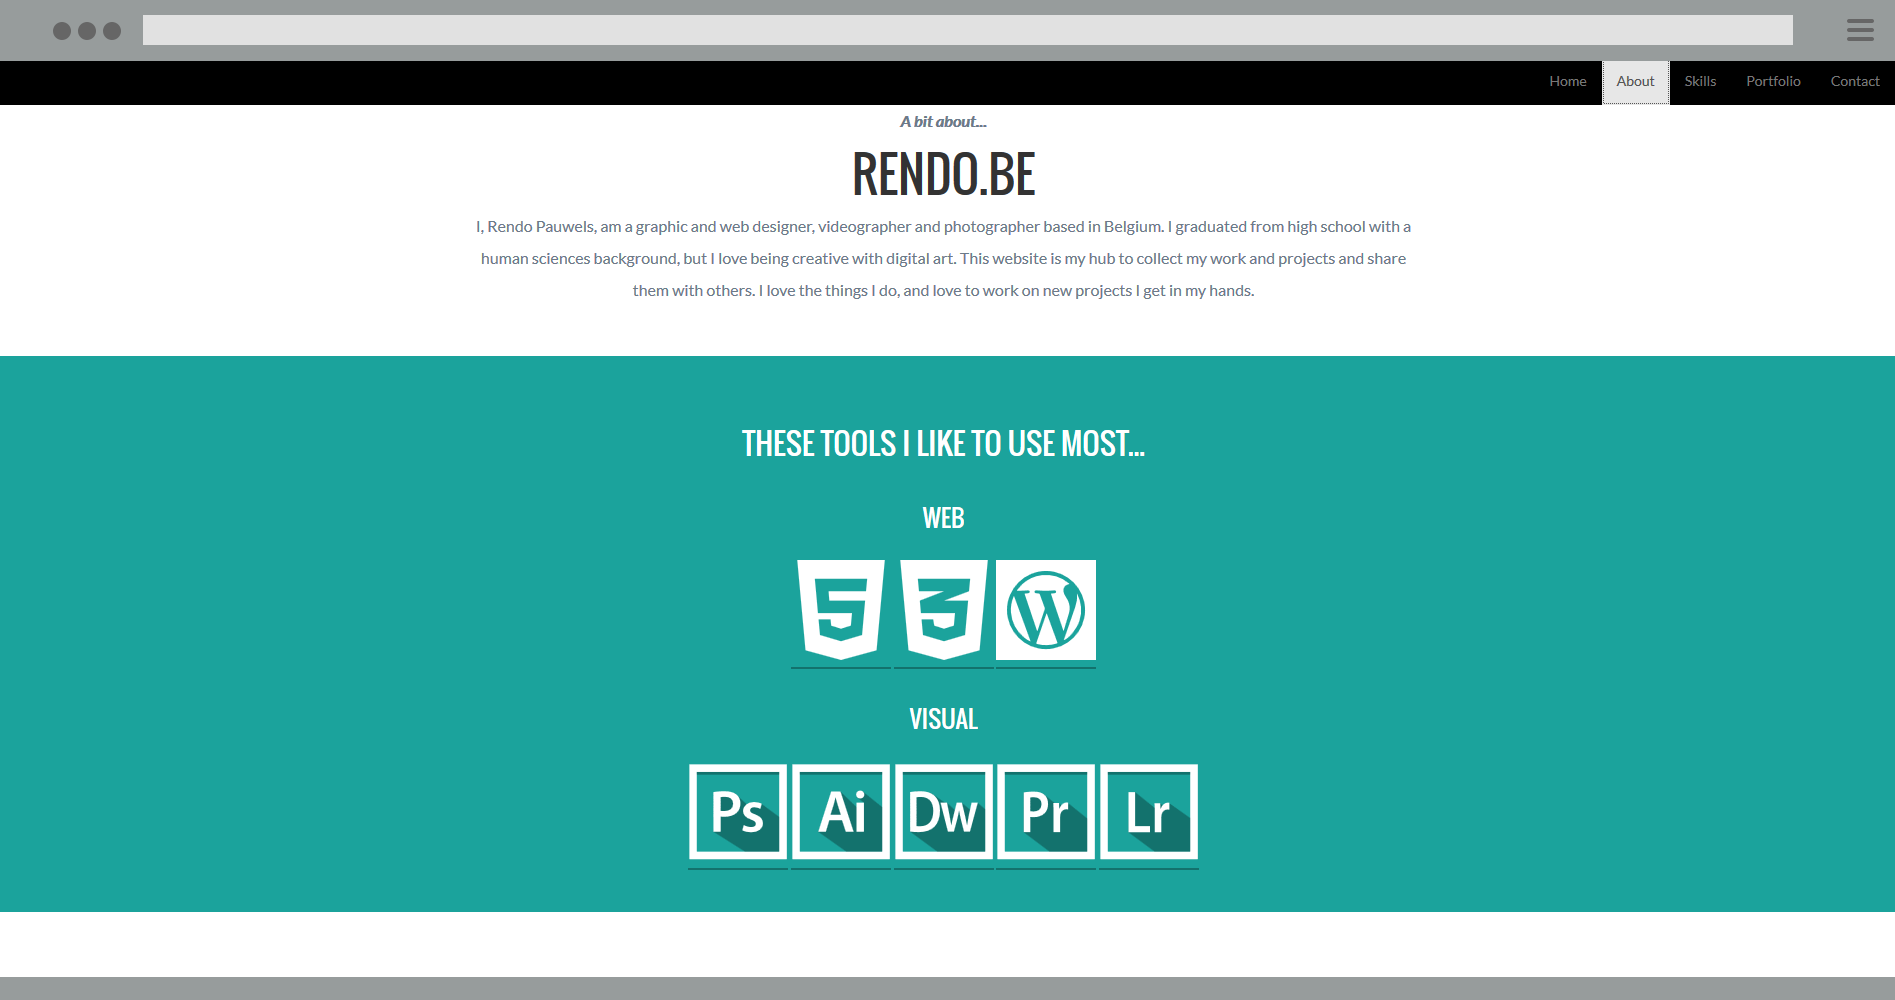 Home About Skills Portfolio Contact
A bit about...
RENDO.BE
I, Rendo Pauwels, am a graphic and web designer, videographer and photographer based in Belgium. I graduated from high school with a
human sciences background, but I love being creative with digital art. This website is my hub to collect my work and projects and share
them with others. I love the things I do, and love to work on new projects I get in my hands.
THESE TOOLS I LIKE TO USE MOST...
WEB
5 3 W
VISUAL
Ps Ai Dw Pr Lr